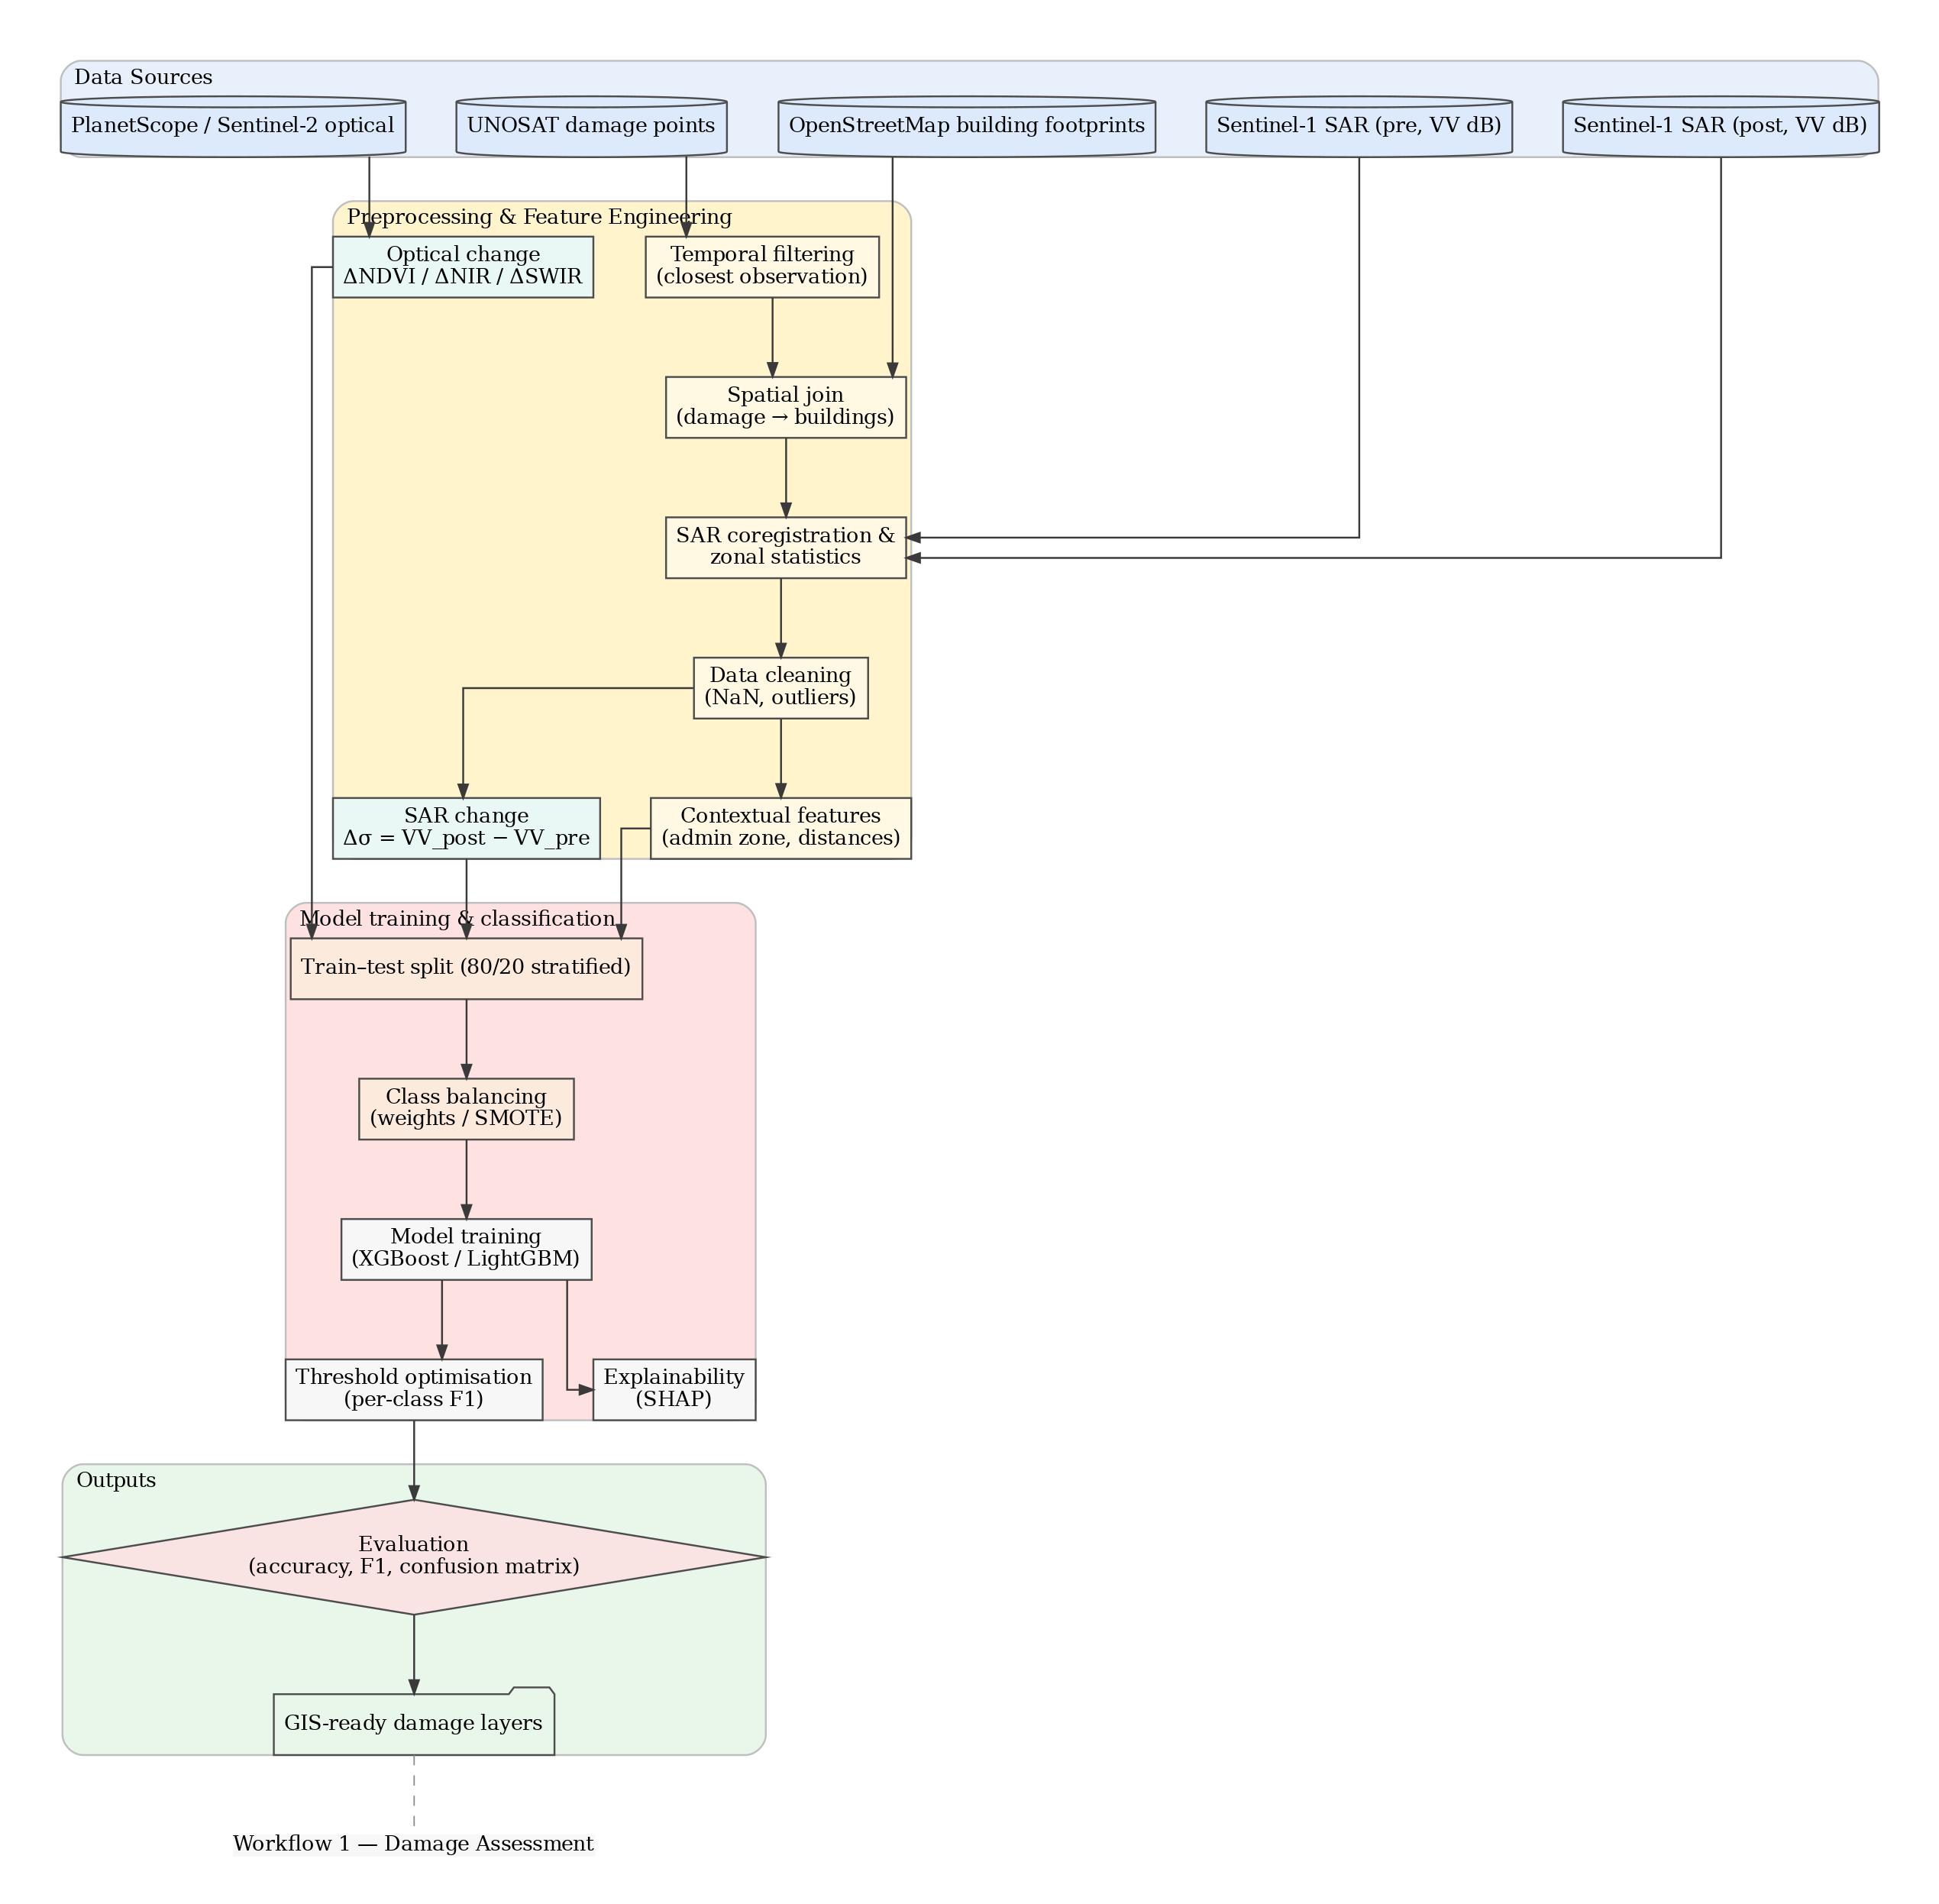 Data Sources
PlanetScope / Sentinel-2 optical
UNOSAT damage points
OpenStreetMap building footprints
Sentinel-1 SAR (pre, VV dB)
Sentinel-1 SAR (post, VV dB)
Preprocessing & Feature Engineering
Optical change
ΔNDVI / ΔNIR / ΔSWIR
Temporal filtering
(closest observation)
Spatial join
(damage → buildings)
SAR coregistration &
zonal statistics
Data cleaning
(NaN, outliers)
SAR change
Δσ = VV_post − VV_pre
Contextual features
(admin zone, distances)
Model training & classification
Train–test split (80/20 stratified)
Class balancing
(weights / SMOTE)
Model training
(XGBoost / LightGBM)
Threshold optimisation
(per-class F1)
Explainability
(SHAP)
Outputs
Evaluation
(accuracy, F1, confusion matrix)
GIS-ready damage layers
Workflow 1 — Damage Assessment